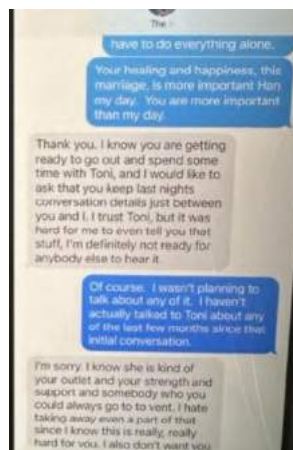 The
have to do everything alone.
Your healing and happiness, this
marriage, is more important Han
my day. You are more important
than my day.
Thank you. I know you are getting
ready to go out and spend some
time with Toni, and I would like to
ask that you keep last nights
conversation details just between
you and I. I trust Toni, but it was
hard for me to even tell you that
stuff, I'm definitely not ready for
anybody else to hear it.
Of course. I wasn't planning to
talk about any of it. I haven't
actually talked to Toni about any
of the last few months since that
initial conversation.
I'm sorry. I know she is kind of
your outlet and your strength and
support and somebody who you
could always go to to vent. I hate
taking away even a part of that
since I know this is really, really
hard for you. I also don't want you